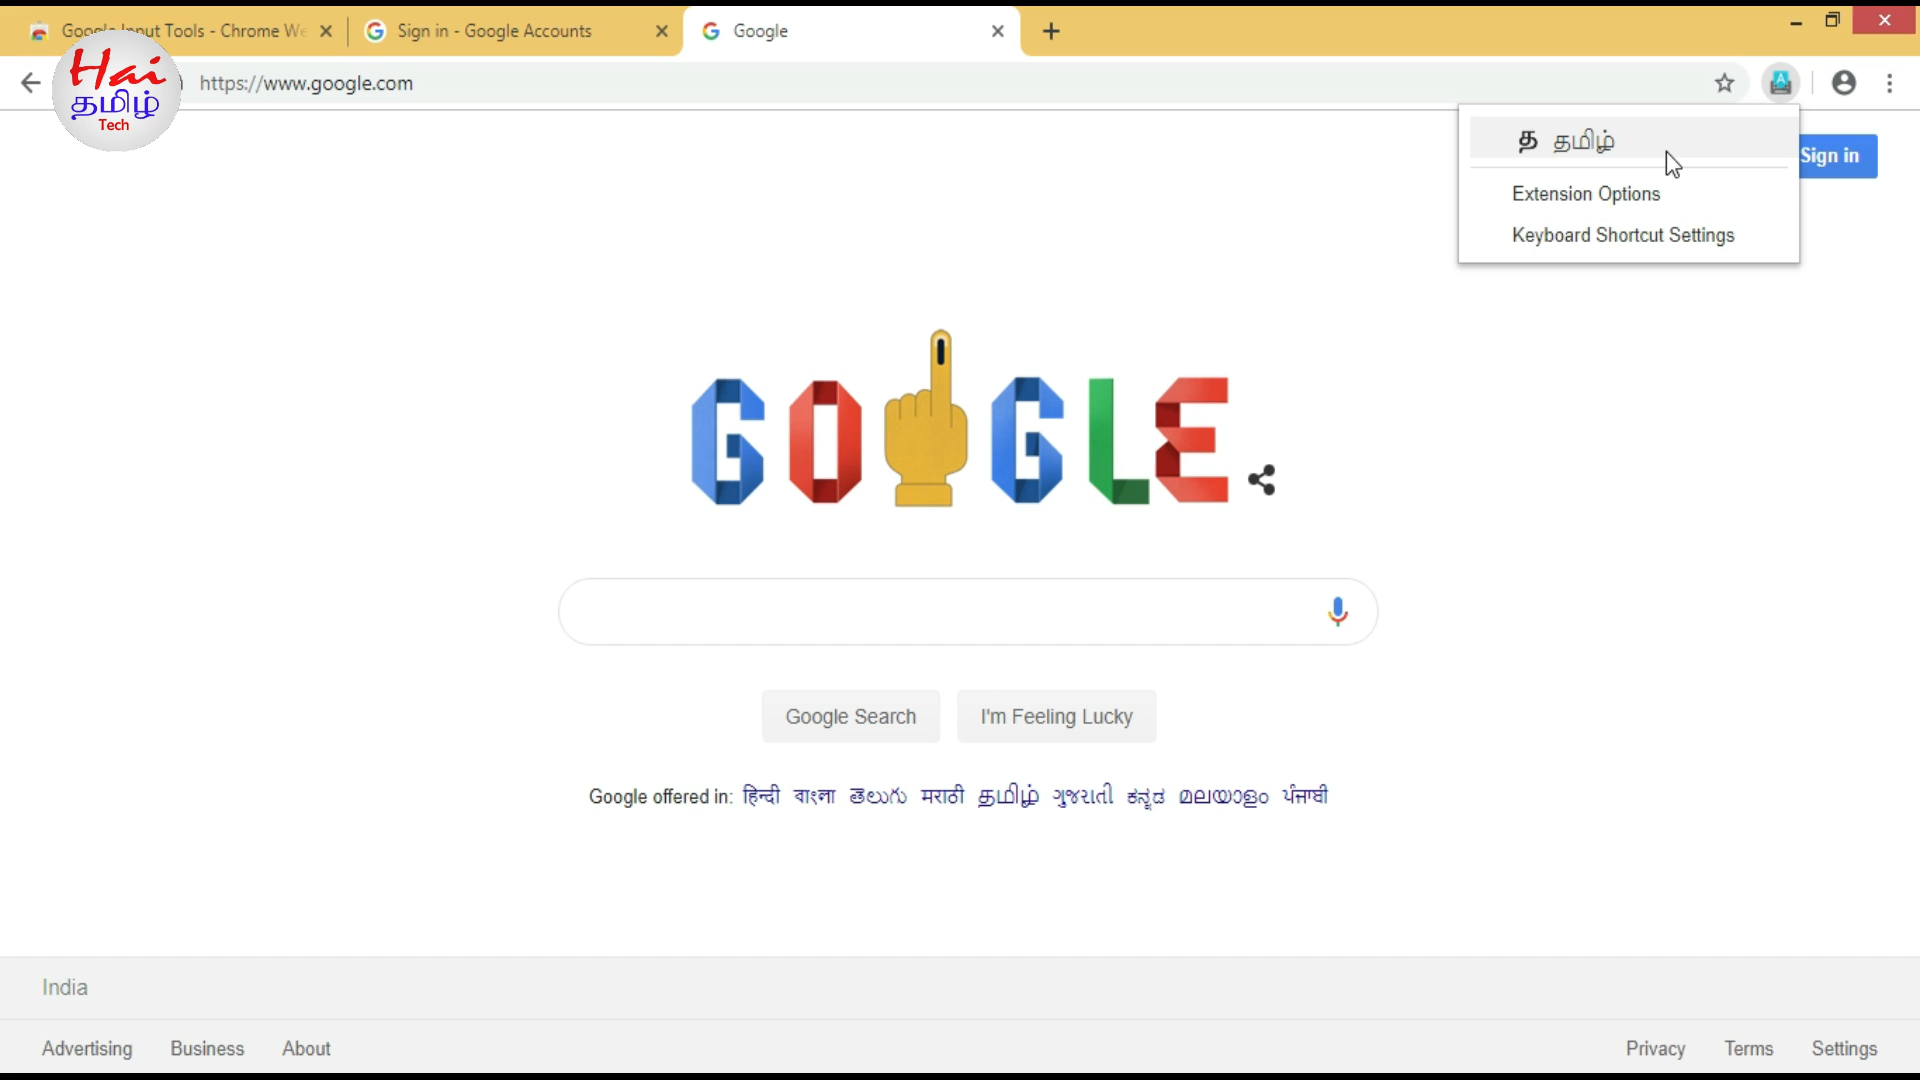 Google Input Tools - Chrome We
Sign in - Google Accounts
Google
Hai
தமிழ்
Tech
https://www.google.com
த தமிழ்
Extension Options
Keyboard Shortcut Settings
Sign in
GOGLE
Google Search
I'm Feeling Lucky
Google offered in: हिन्दी বাংলা తెలుగు मराठी தமிழ் ગુજરાતી ಕನ್ನಡ മലയാളം ਪੰਜਾਬੀ
India
Advertising Business About
Privacy Terms Settings